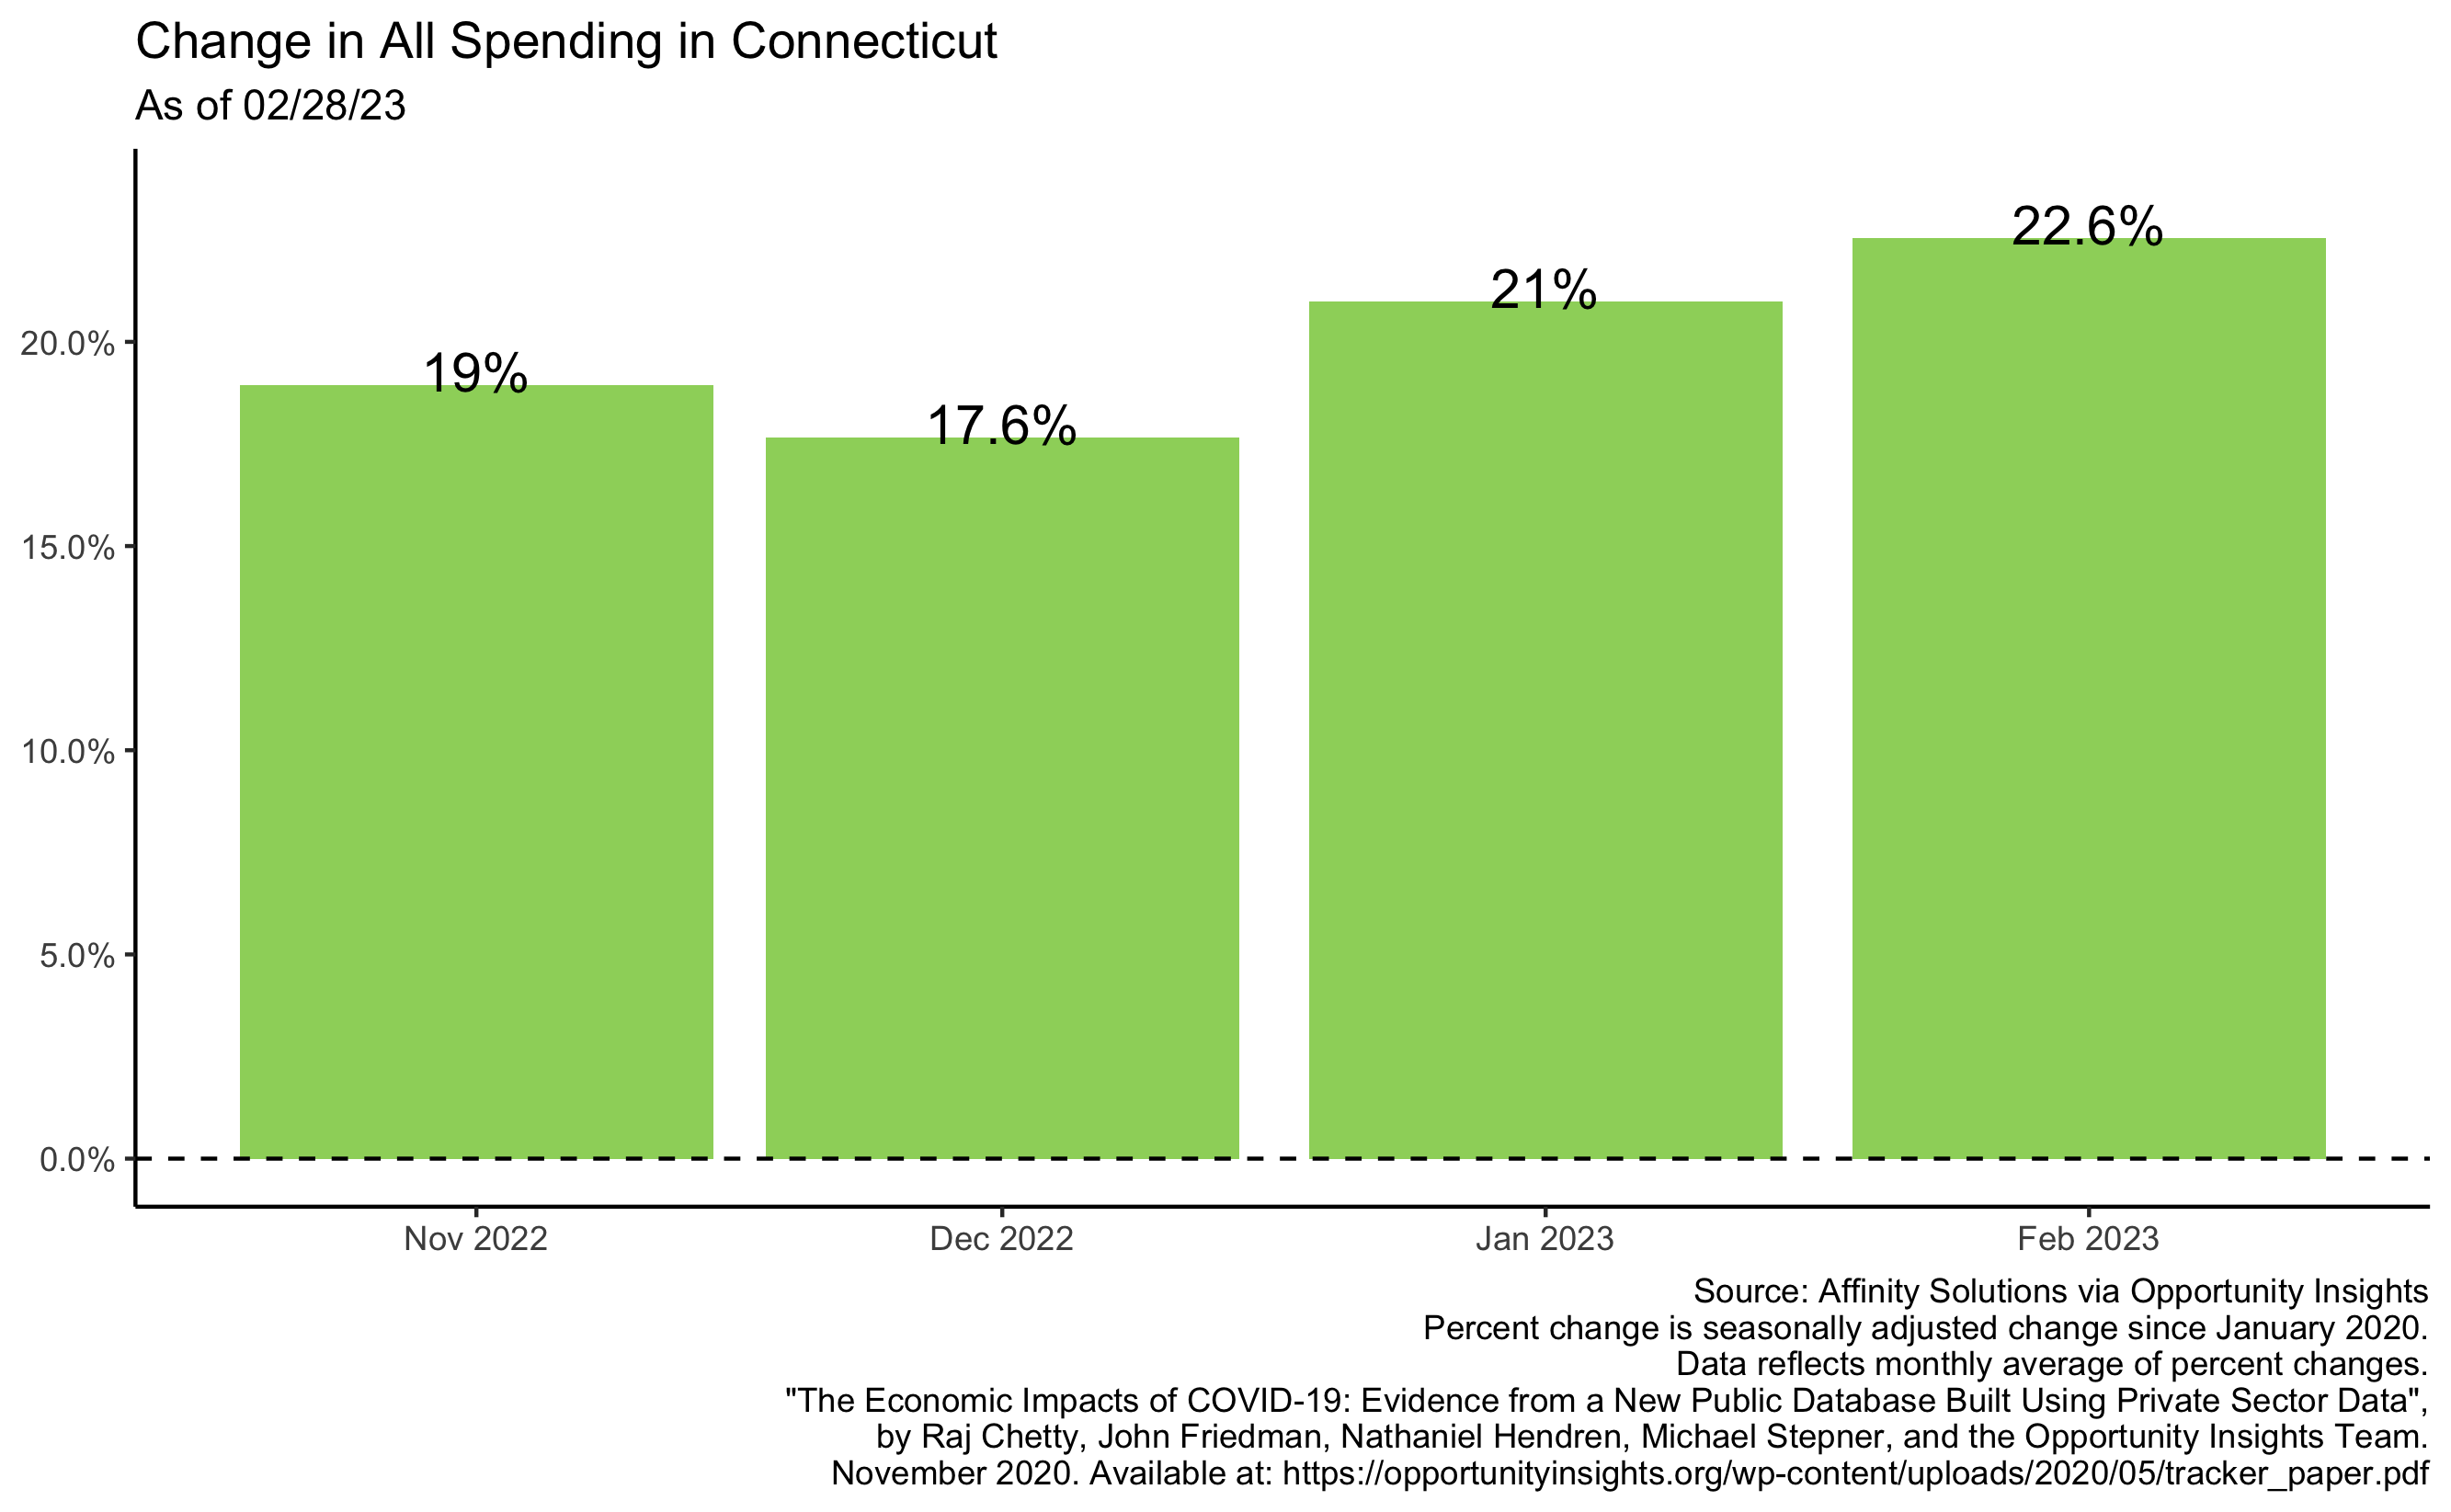 Change in All Spending in Connecticut
As of 02/28/23
22.6%
21%
19%
17.6%
20.0%
15.0%
10.0%
5.0%
0.0%
Nov 2022
Dec 2022
Jan 2023
Feb 2023
Source: Affinity Solutions via Opportunity Insights
Percent change is seasonally adjusted change since January 2020.
Data reflects monthly average of percent changes.
"The Economic Impacts of COVID-19: Evidence from a New Public Database Built Using Private Sector Data",
by Raj Chetty, John Friedman, Nathaniel Hendren, Michael Stepner, and the Opportunity Insights Team.
November 2020. Available at: https://opportunityinsights.org/wp-content/uploads/2020/05/tracker_paper.pdf